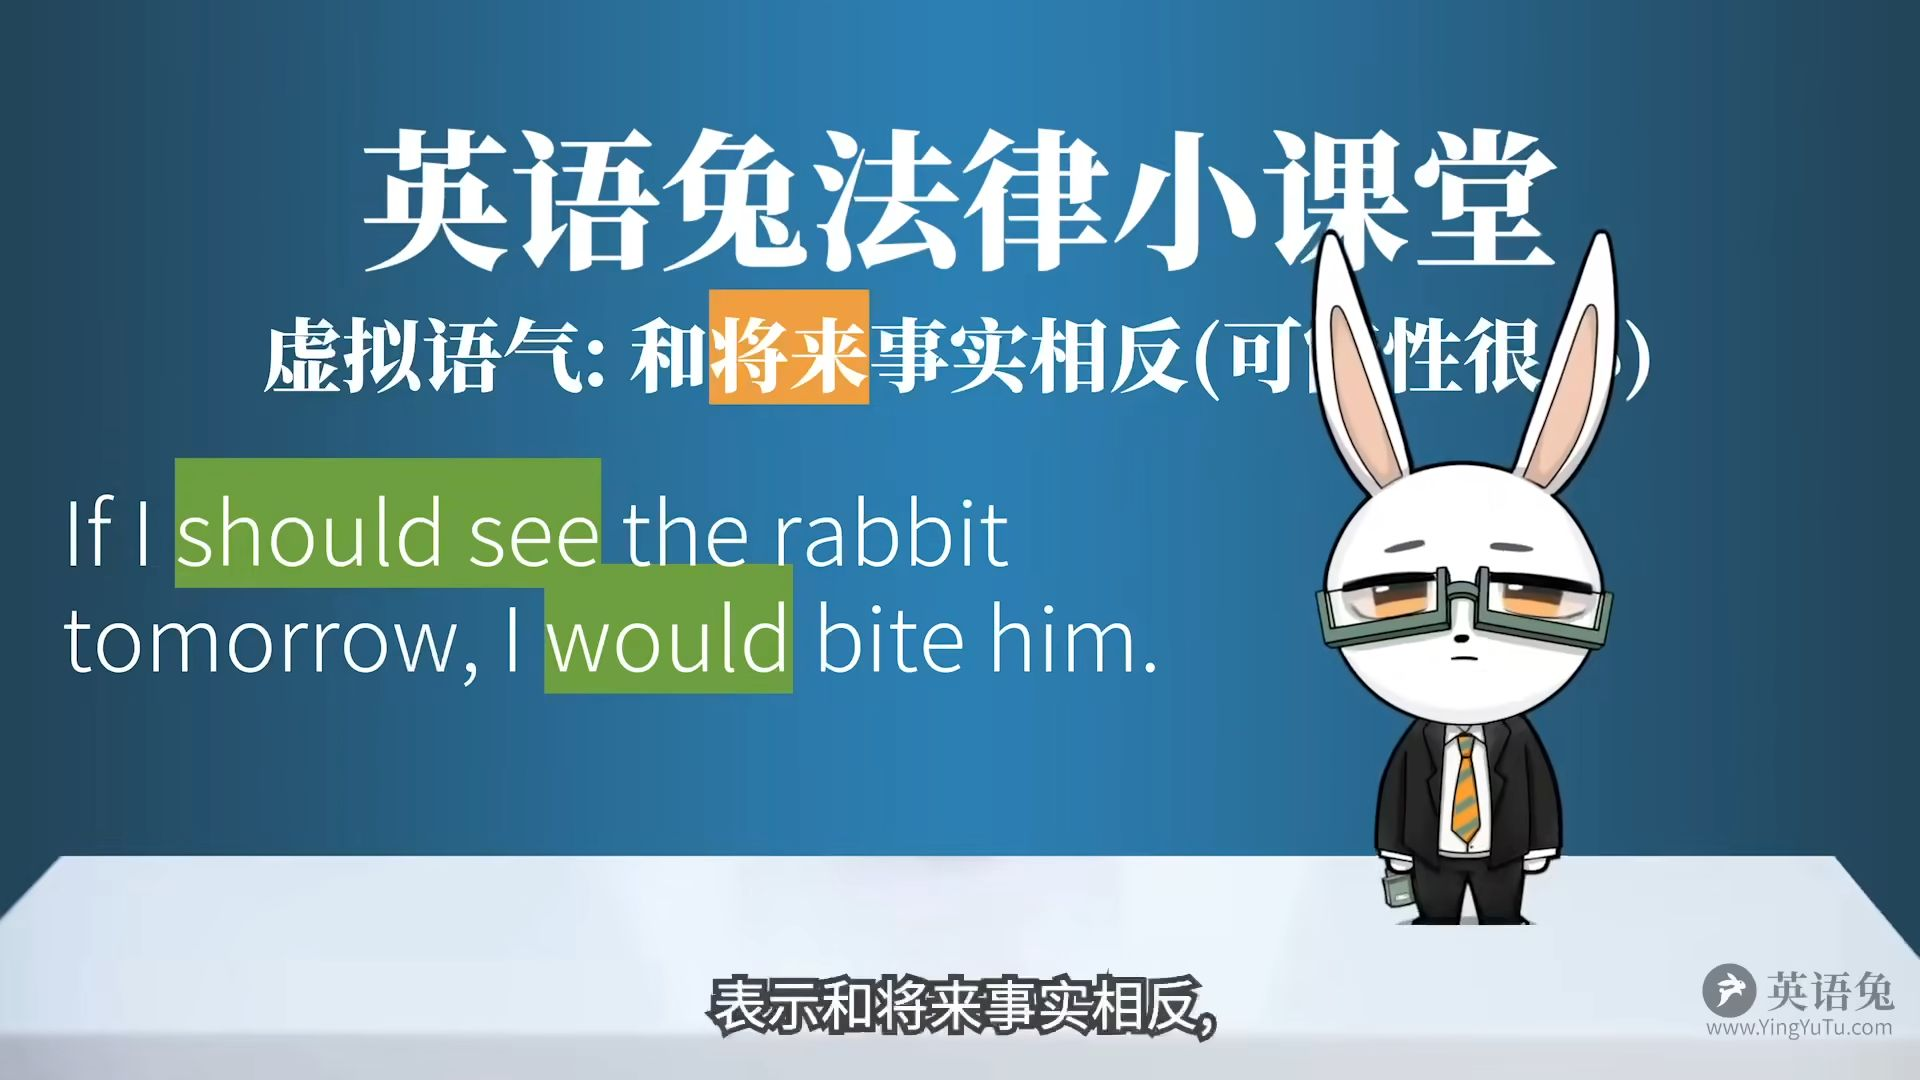 英语兔法律小课堂
虚拟语气: 和将来事实相反(可 性很 )
If I should see the rabbit
tomorrow, I would bite him.
表示和将来事实相反,
英语兔
www.YingYuTu.com